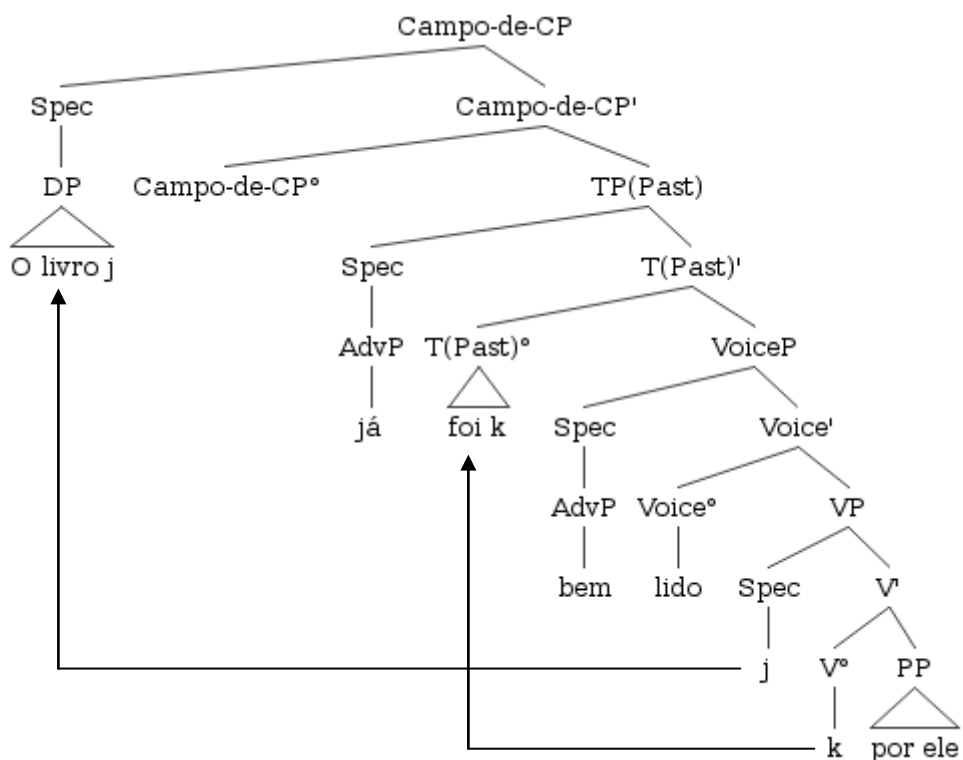 Campo-de-CP
Spec Campo-de-CP'
DP Campo-de-CP° TP(Past)
O livro j Spec T(Past)'
AdvP T(Past)° VoiceP
já foi k Spec Voice'
AdvP Voice° VP
bem lido Spec V'
j V° PP
k por ele